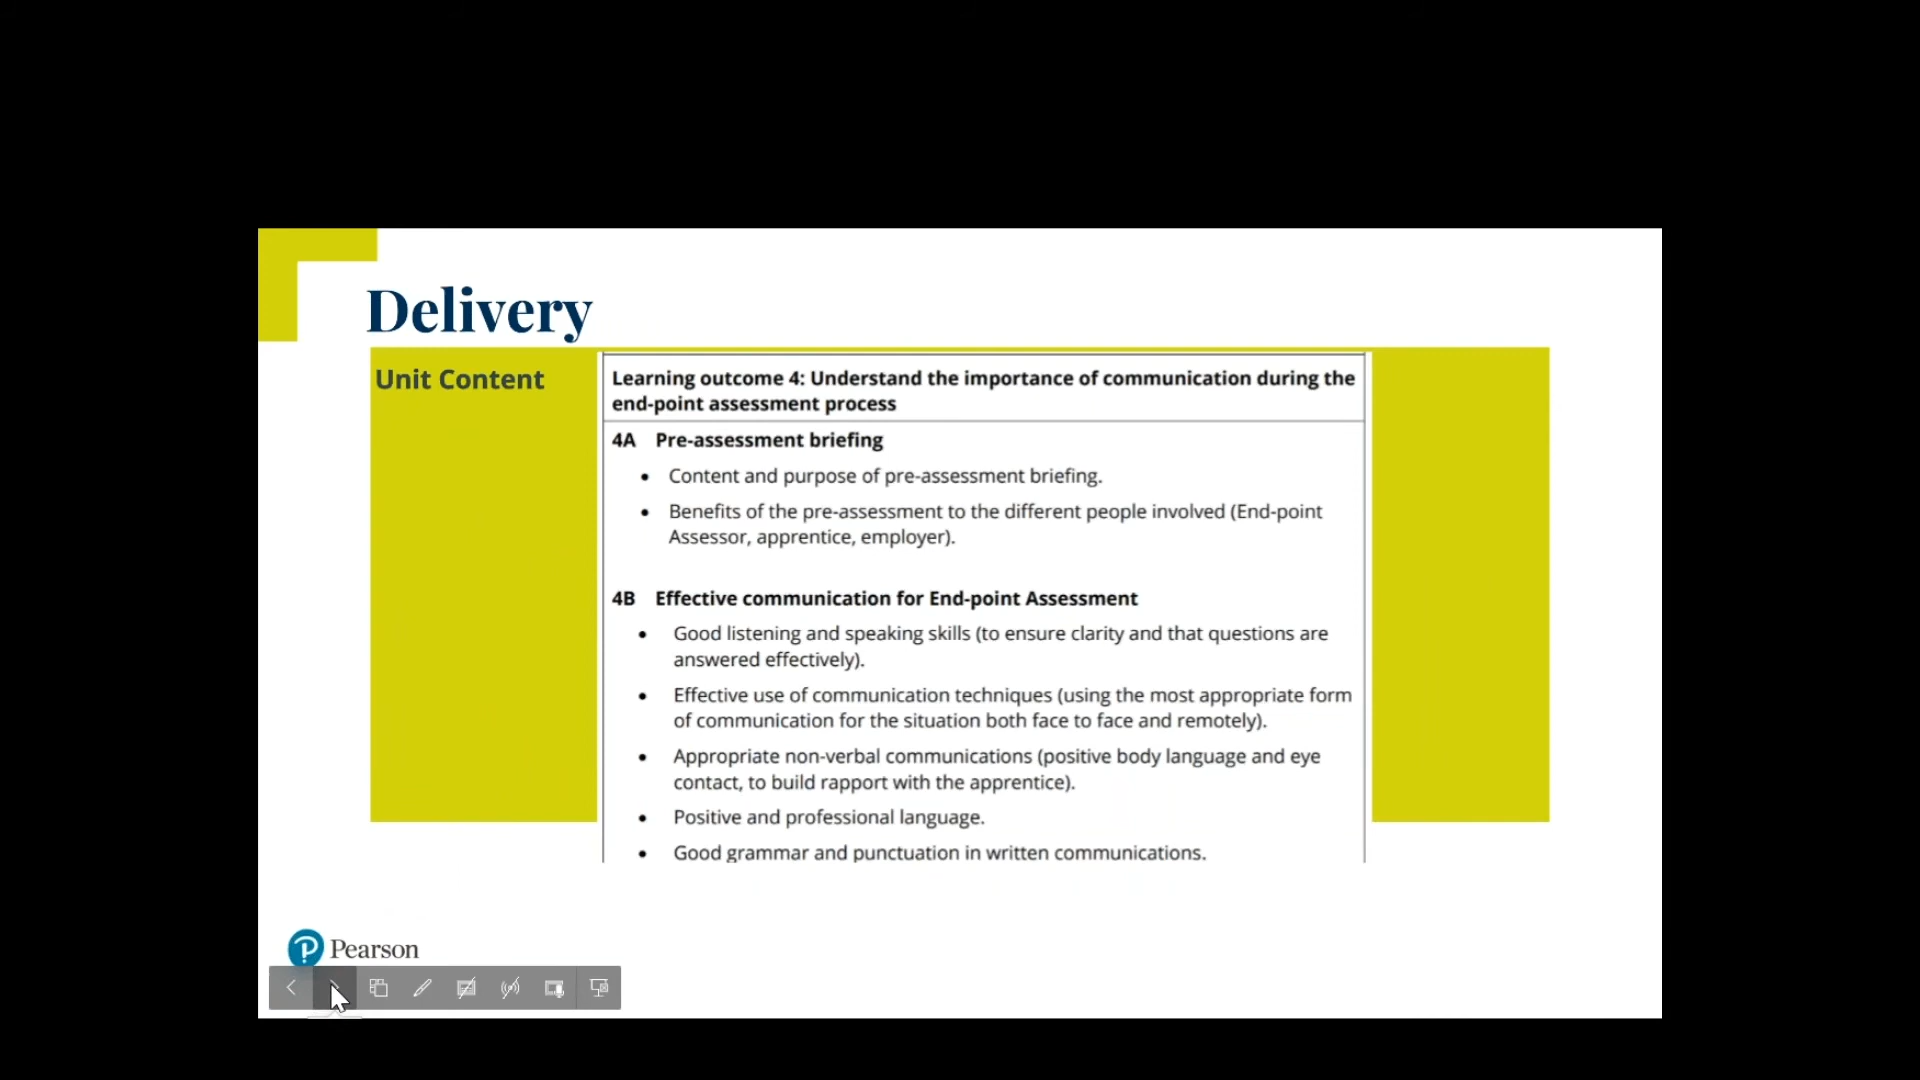 Delivery
Unit Content
Learning outcome 4: Understand the importance of communication during the
end-point assessment process
4A Pre-assessment briefing
• Content and purpose of pre-assessment briefing.
• Benefits of the pre-assessment to the different people involved (End-point
Assessor, apprentice, employer).
4B Effective communication for End-point Assessment
• Good listening and speaking skills (to ensure clarity and that questions are
answered effectively).
• Effective use of communication techniques (using the most appropriate form
of communication for the situation both face to face and remotely).
• Appropriate non-verbal communications (positive body language and eye
contact, to build rapport with the apprentice).
• Positive and professional language.
• Good grammar and punctuation in written communications.
Pearson